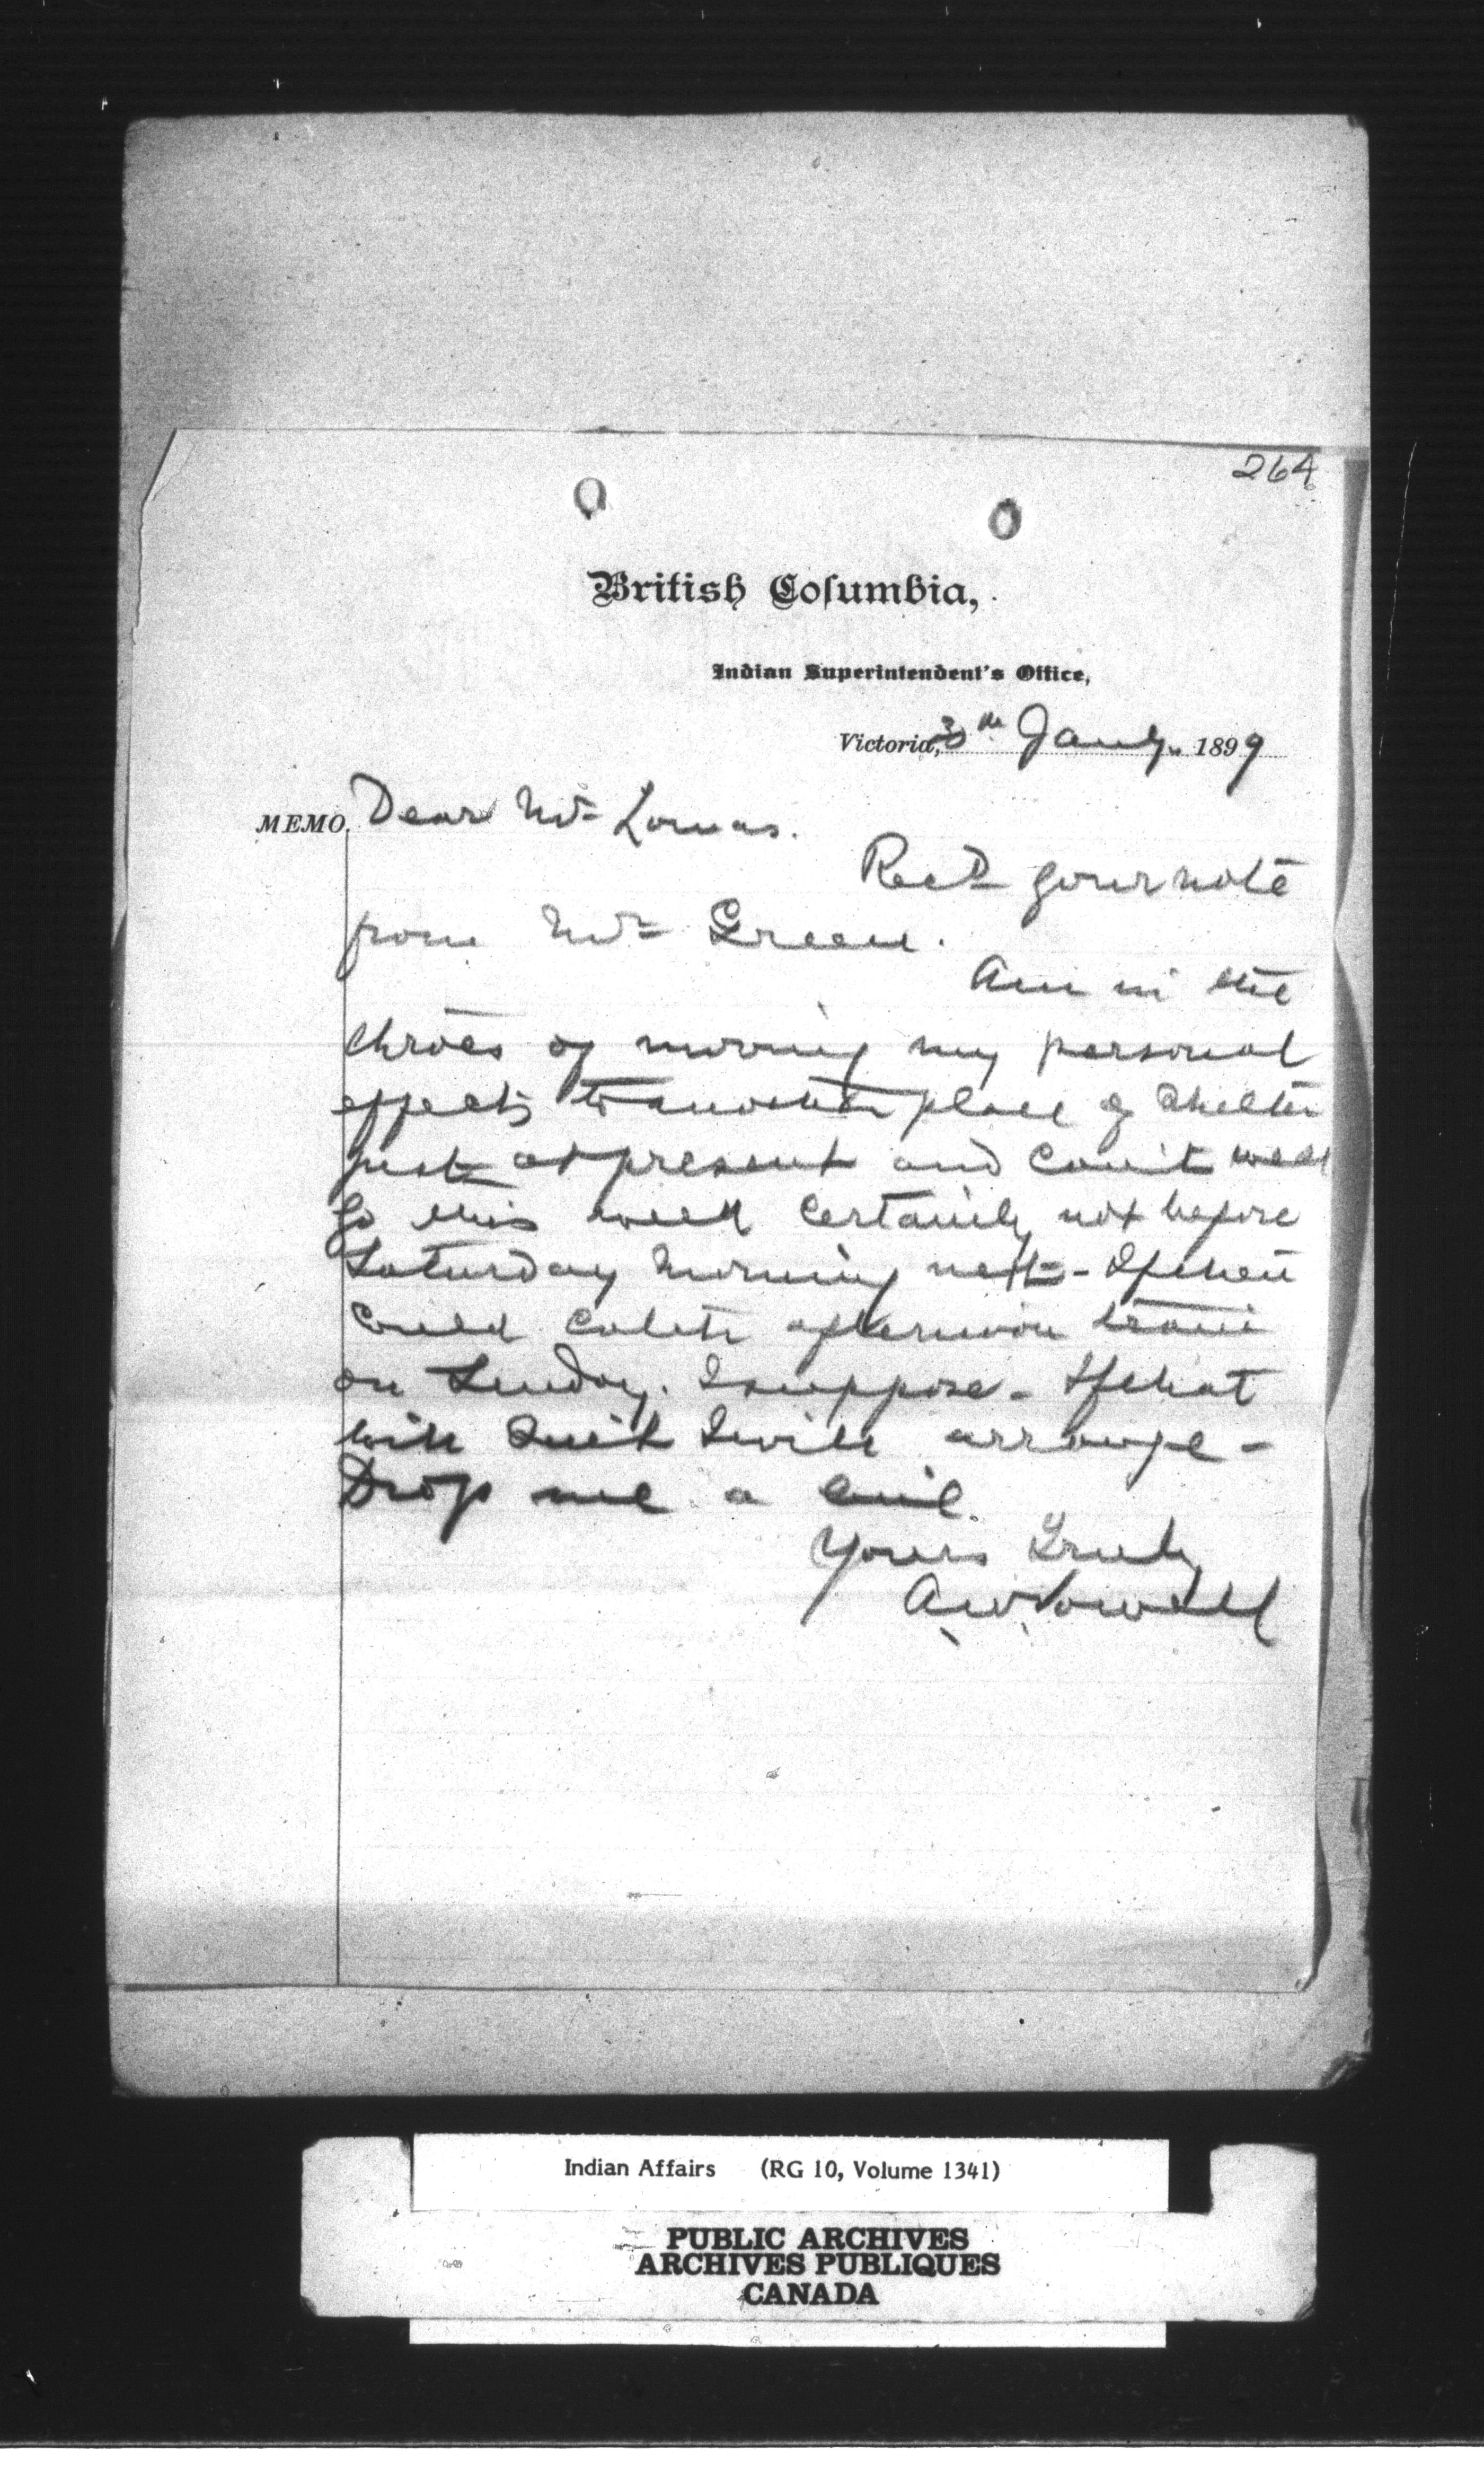 264
British Columbia,
Indian Superintendent's Office,
Victoria, 3th Jany. 1899
MEMO. Dear Mr Lomas.
Recd your note
from Mr Green.
Am in the
throes of moving my personal
effects to another place of shelter
just at present and can't well
go this week certainly not before
Saturday morning next - If then
could catch afternoon train
on Sunday. I suppose - If that
will suit I will arrange -
Drop me a line.
Yours Truly
A W Vowell
Indian Affairs (RG 10, Volume 1341)
PUBLIC ARCHIVES
ARCHIVES PUBLIQUES
CANADA